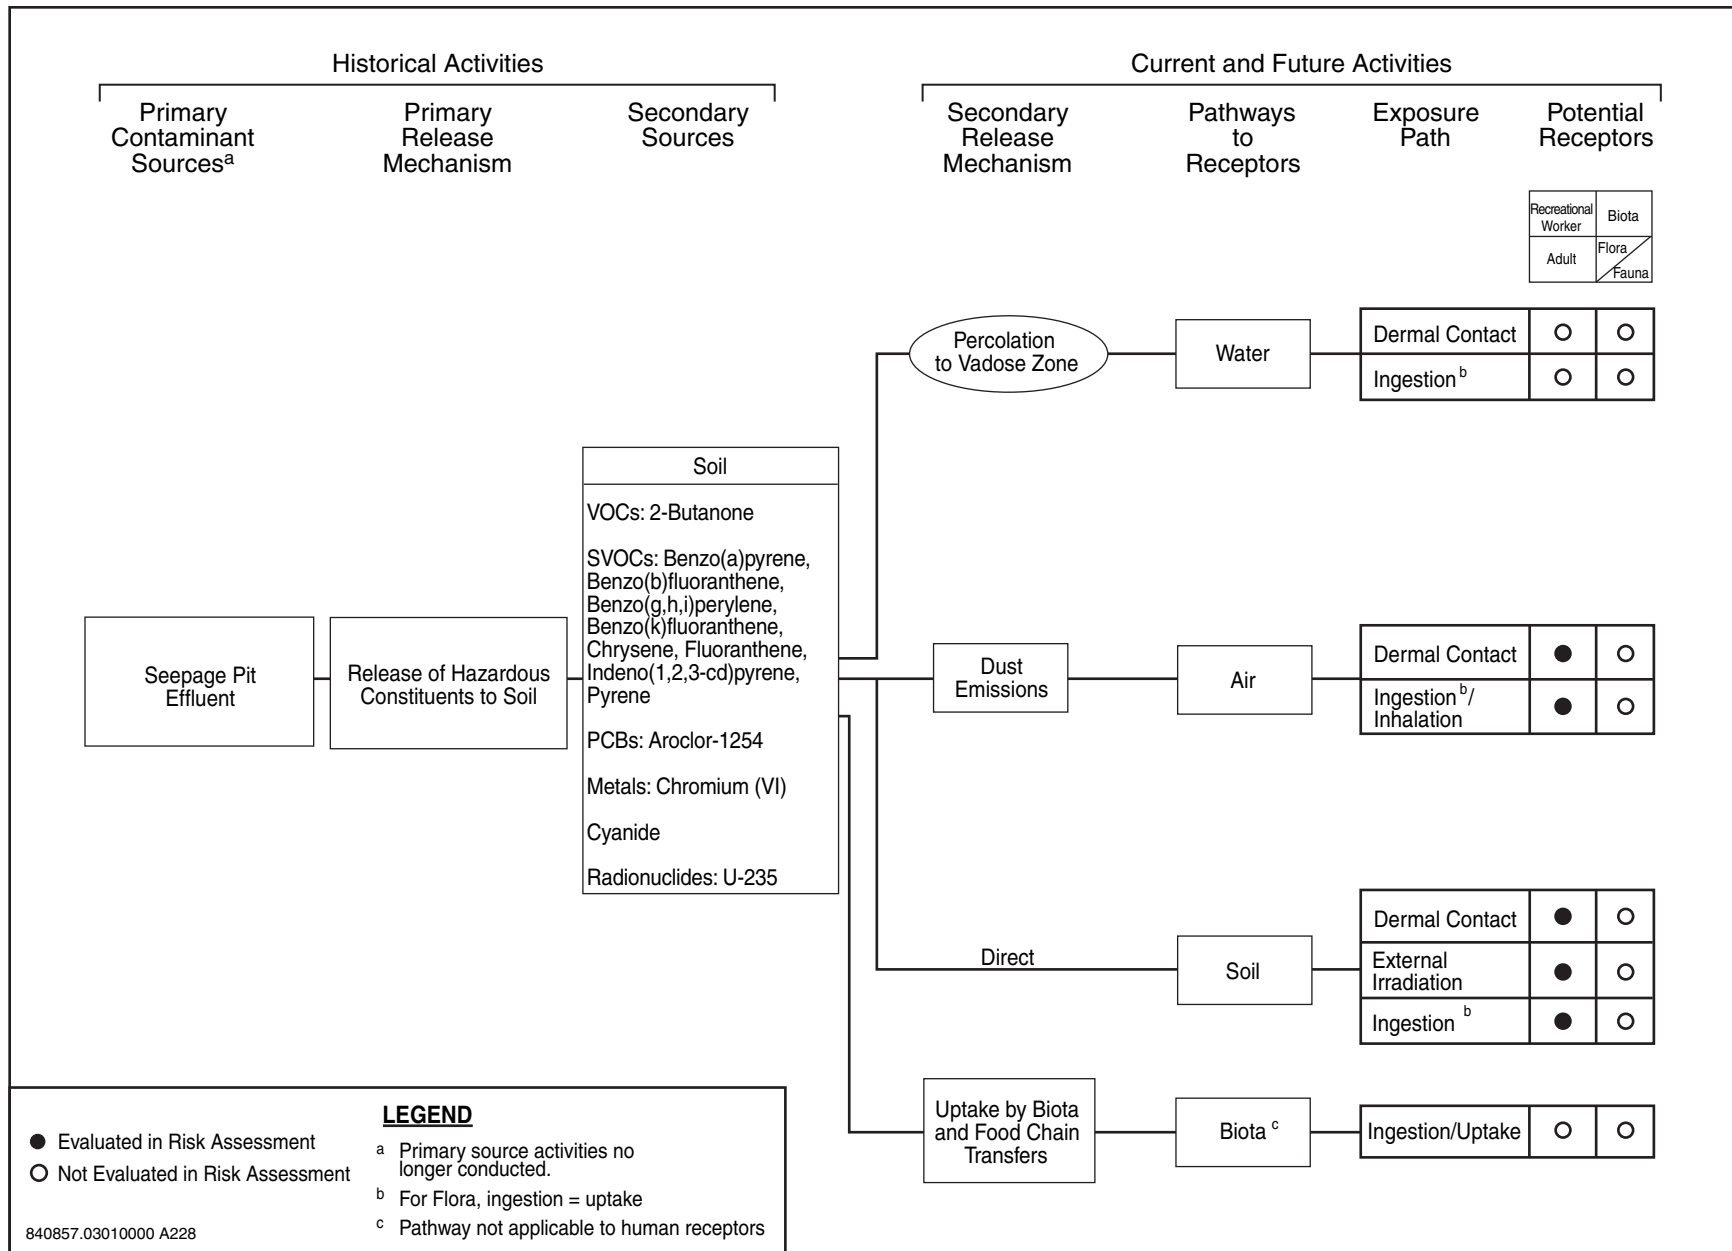 Historical Activities
Current and Future Activities
Primary
Contaminant
Sourcesa
Primary
Release
Mechanism
Secondary
Sources
Secondary
Release
Mechanism
Pathways
to
Receptors
Exposure
Path
Potential
Receptors
Recreational
Worker
Biota
Adult
Flora
Fauna
Percolation
to Vadose Zone
Water
Dermal Contact
Ingestion b
Soil
VOCs: 2-Butanone
SVOCs: Benzo(a)pyrene,
Benzo(b)fluoranthene,
Benzo(g,h,i)perylene,
Benzo(k)fluoranthene,
Chrysene, Fluoranthene,
Indeno(1,2,3-cd)pyrene,
Pyrene
PCBs: Aroclor-1254
Metals: Chromium (VI)
Cyanide
Radionuclides: U-235
Seepage Pit
Effluent
Release of Hazardous
Constituents to Soil
Dust
Emissions
Air
Dermal Contact
Ingestion b/
Inhalation
Direct
Soil
Dermal Contact
External
Irradiation
Ingestion b
Uptake by Biota
and Food Chain
Transfers
Biota c
Ingestion/Uptake
LEGEND
Evaluated in Risk Assessment
Not Evaluated in Risk Assessment
a Primary source activities no
longer conducted.
b For Flora, ingestion = uptake
c Pathway not applicable to human receptors
840857.03010000 A228